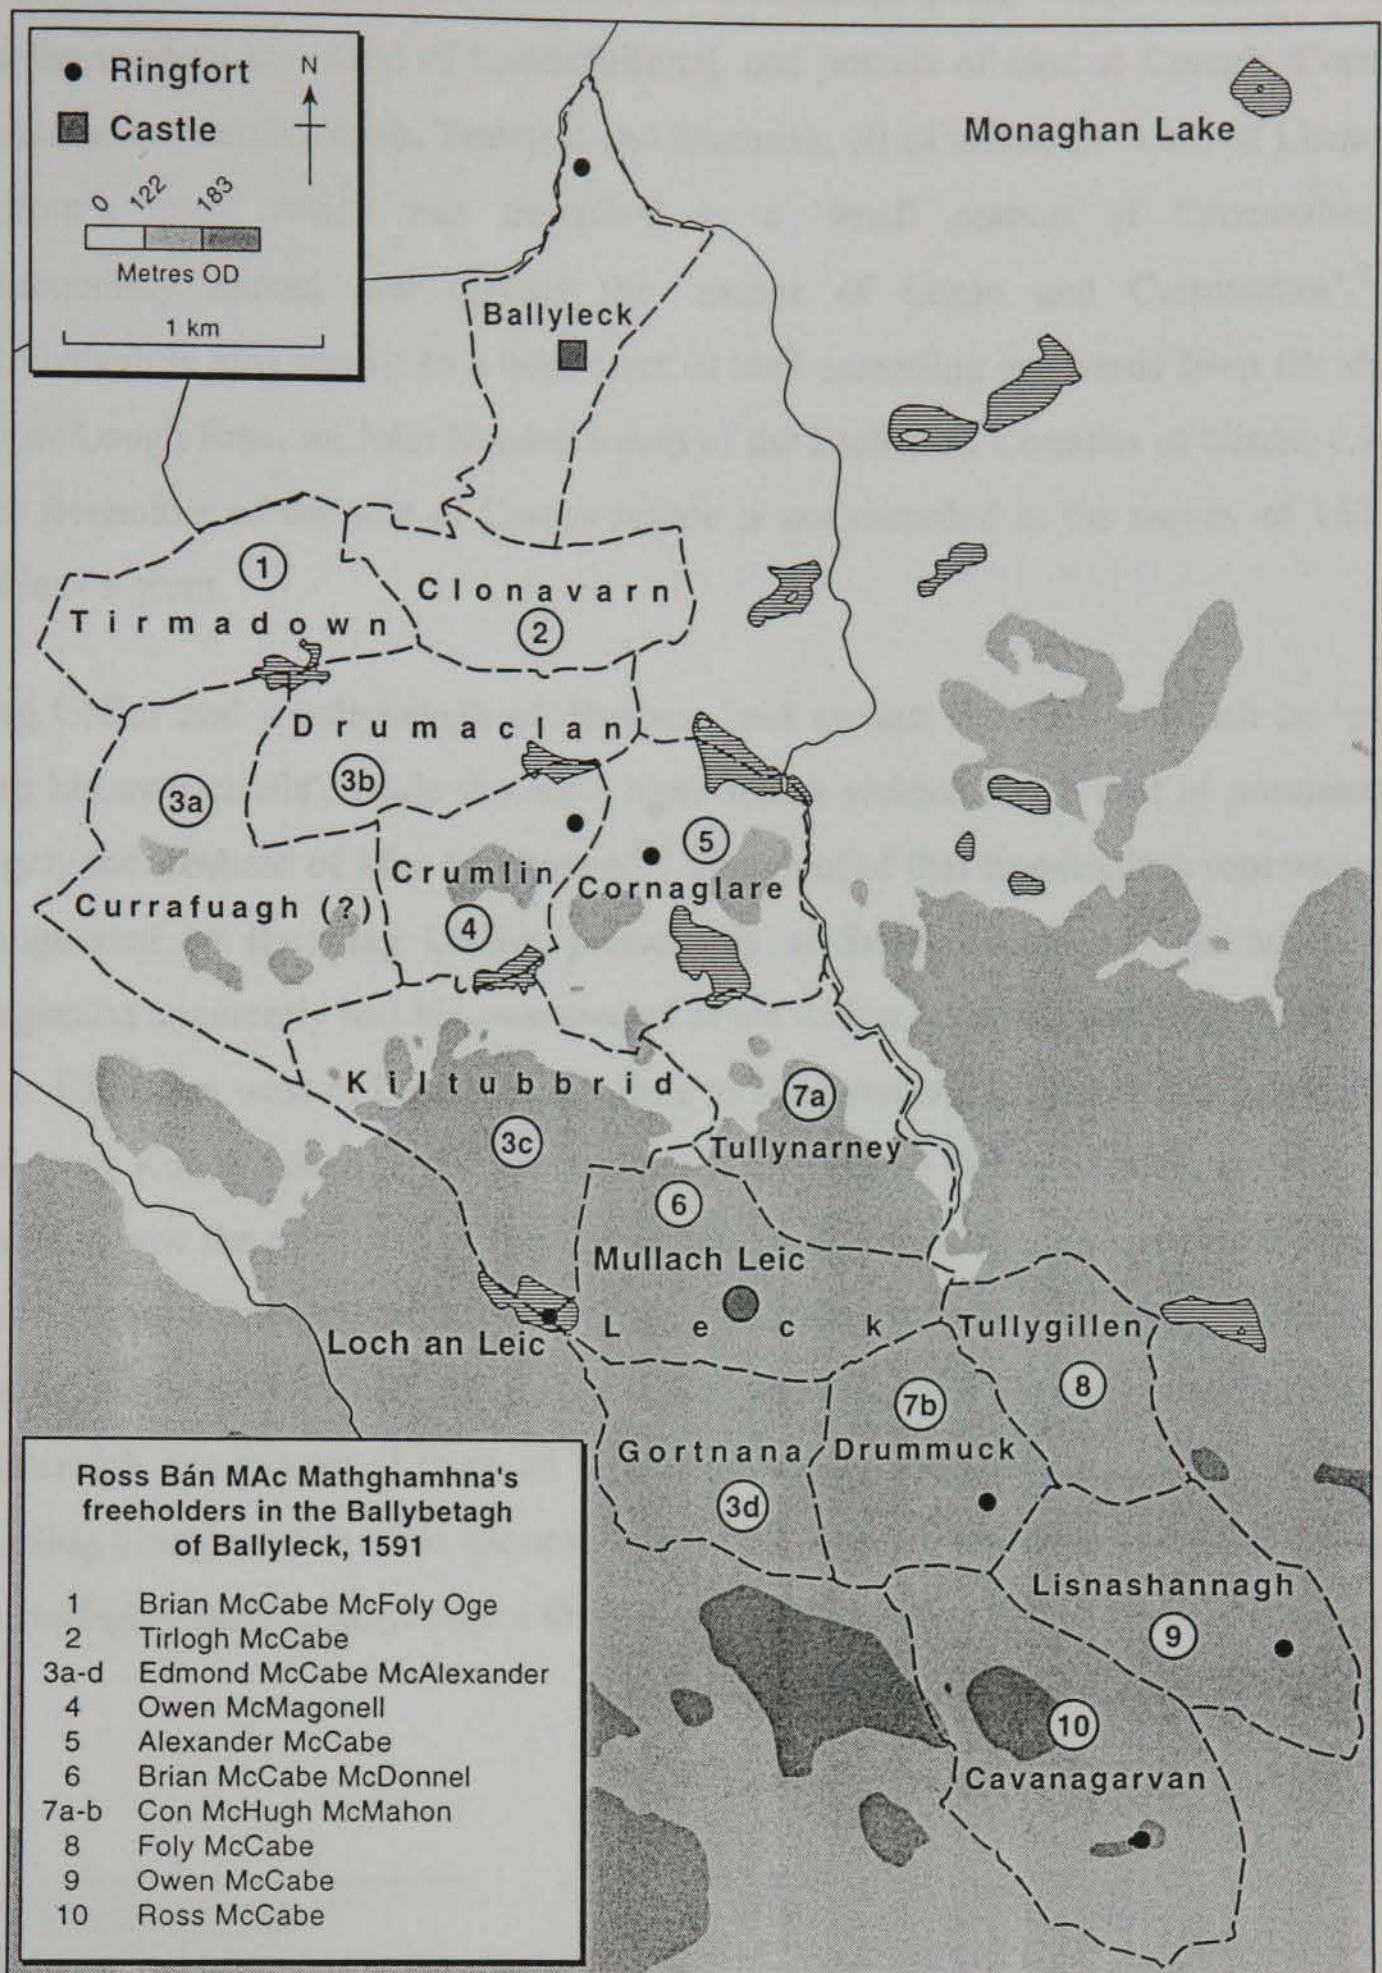 Ringfort
N
Castle
0 122 183
Metres OD
1 km
Monaghan Lake
Ballyleck
1
Tirmadown
Clonavarn
2
Drumaclan
3a
3b
5
Crumlin
Cornaglare
Currafuagh (?)
4
Kiltubbrid
7a
3c
Tullynarney
6
Mullach Leic
Leck
Tullygillen
Loch an Leic
8
7b
Gortnana
Drummuck
3d
Lisnashannagh
9
10
Cavanagarvan
Ross Bán MAc Mathghamhna's
freeholders in the Ballybetagh
of Ballyleck, 1591
1 Brian McCabe McFoly Oge
2 Tirlogh McCabe
3a-d Edmond McCabe McAlexander
4 Owen McMagonell
5 Alexander McCabe
6 Brian McCabe McDonnel
7a-b Con McHugh McMahon
8 Foly McCabe
9 Owen McCabe
10 Ross McCabe